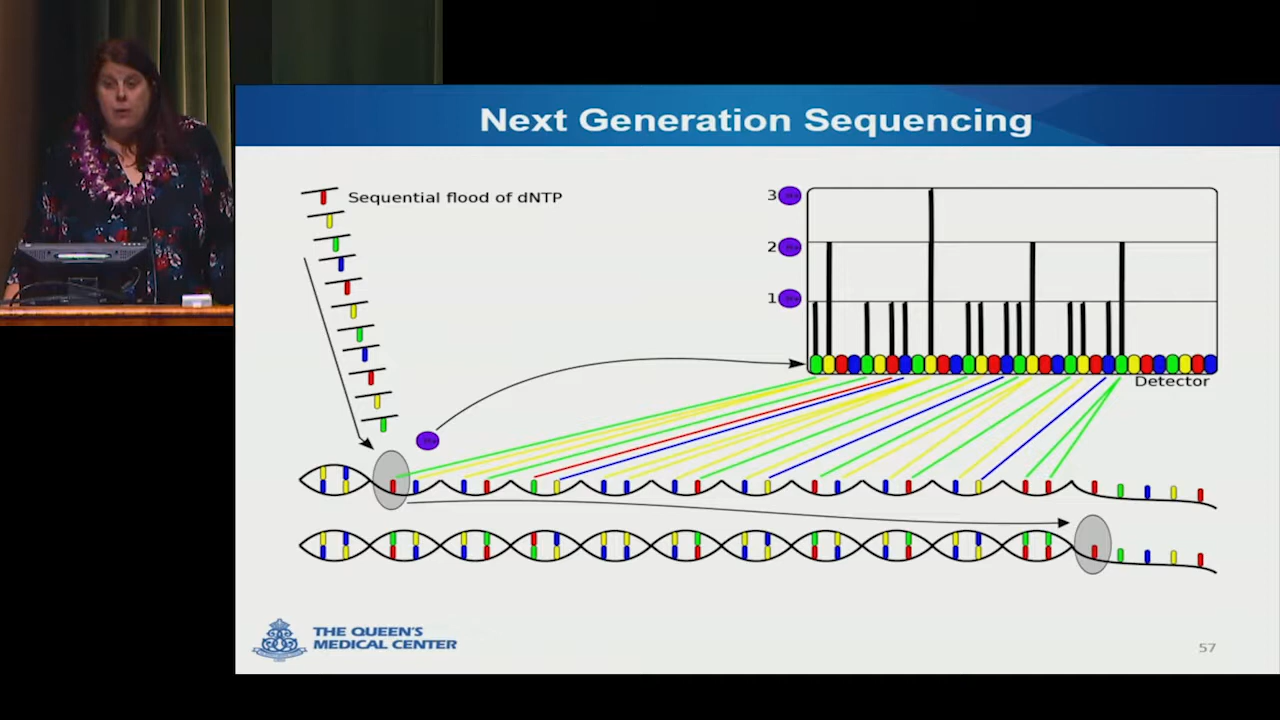 Next Generation Sequencing
Sequential flood of dNTP
3
2
1
Detector
THE QUEEN'S
MEDICAL CENTER
57